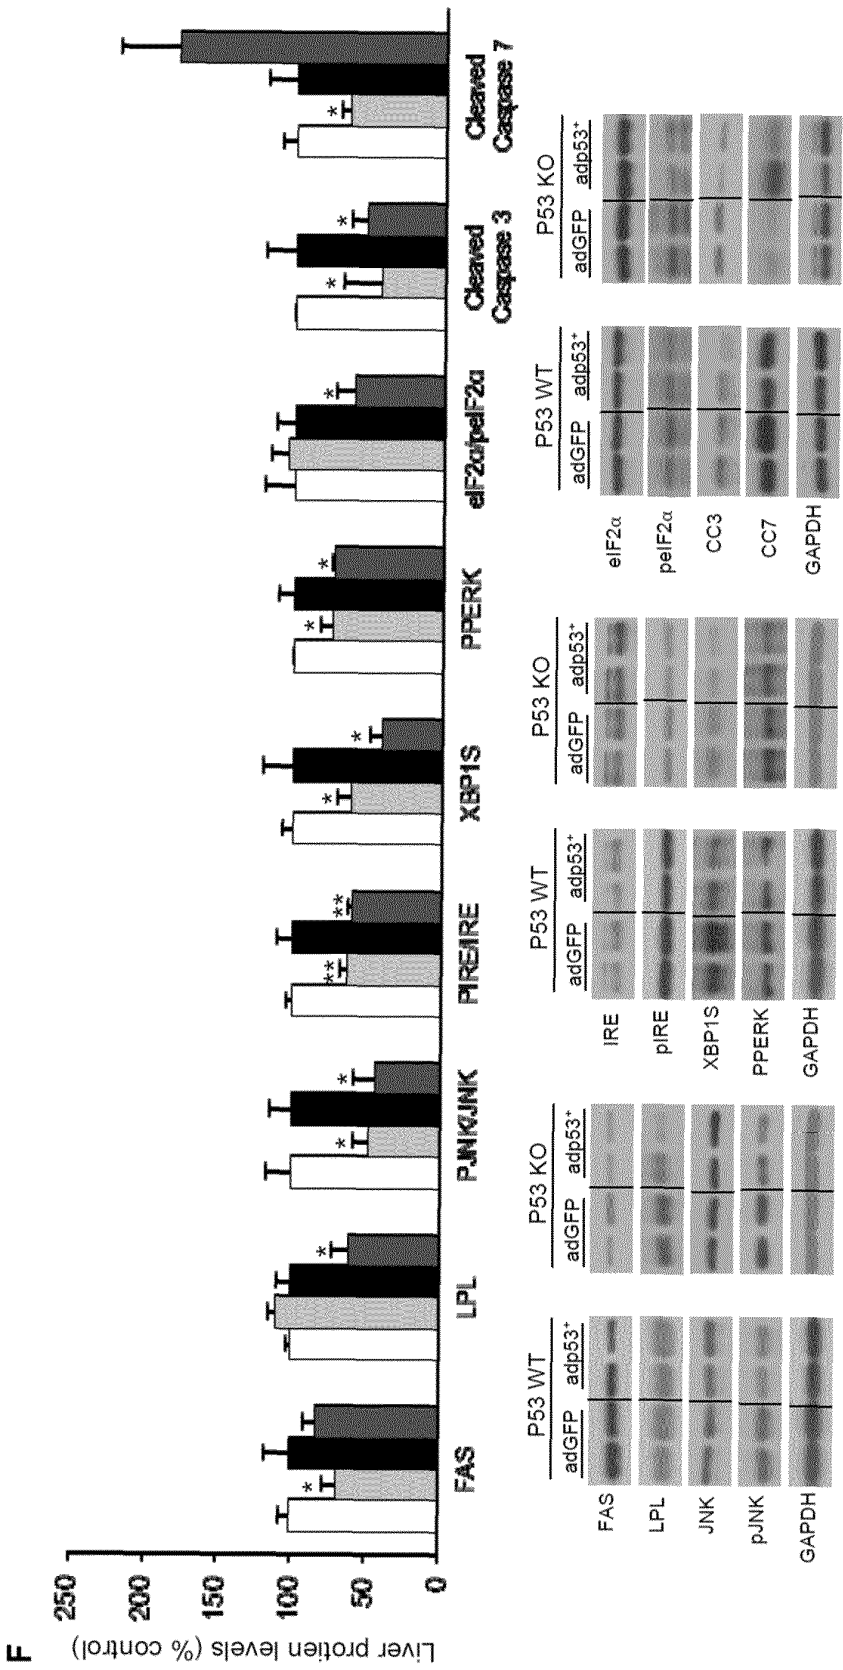 F
Liver protien levels (% control)
250
200
150
100
50
0
* * * * ** ** * * * * * * * *
FAS LPL PJNK/JNK PIRE/IRE XBP1S PPERK eIF2α/peIF2α Cleaved Caspase 3 Cleaved Caspase 7
P53 WT P53 KO
adGFP adp53⁺ adGFP adp53⁺
FAS
LPL
JNK
pJNK
GAPDH
P53 WT P53 KO
adGFP adp53⁺ adGFP adp53⁺
IRE
pIRE
XBP1S
PPERK
GAPDH
P53 WT P53 KO
adGFP adp53⁺ adGFP adp53⁺
eIF2α
peIF2α
CC3
CC7
GAPDH